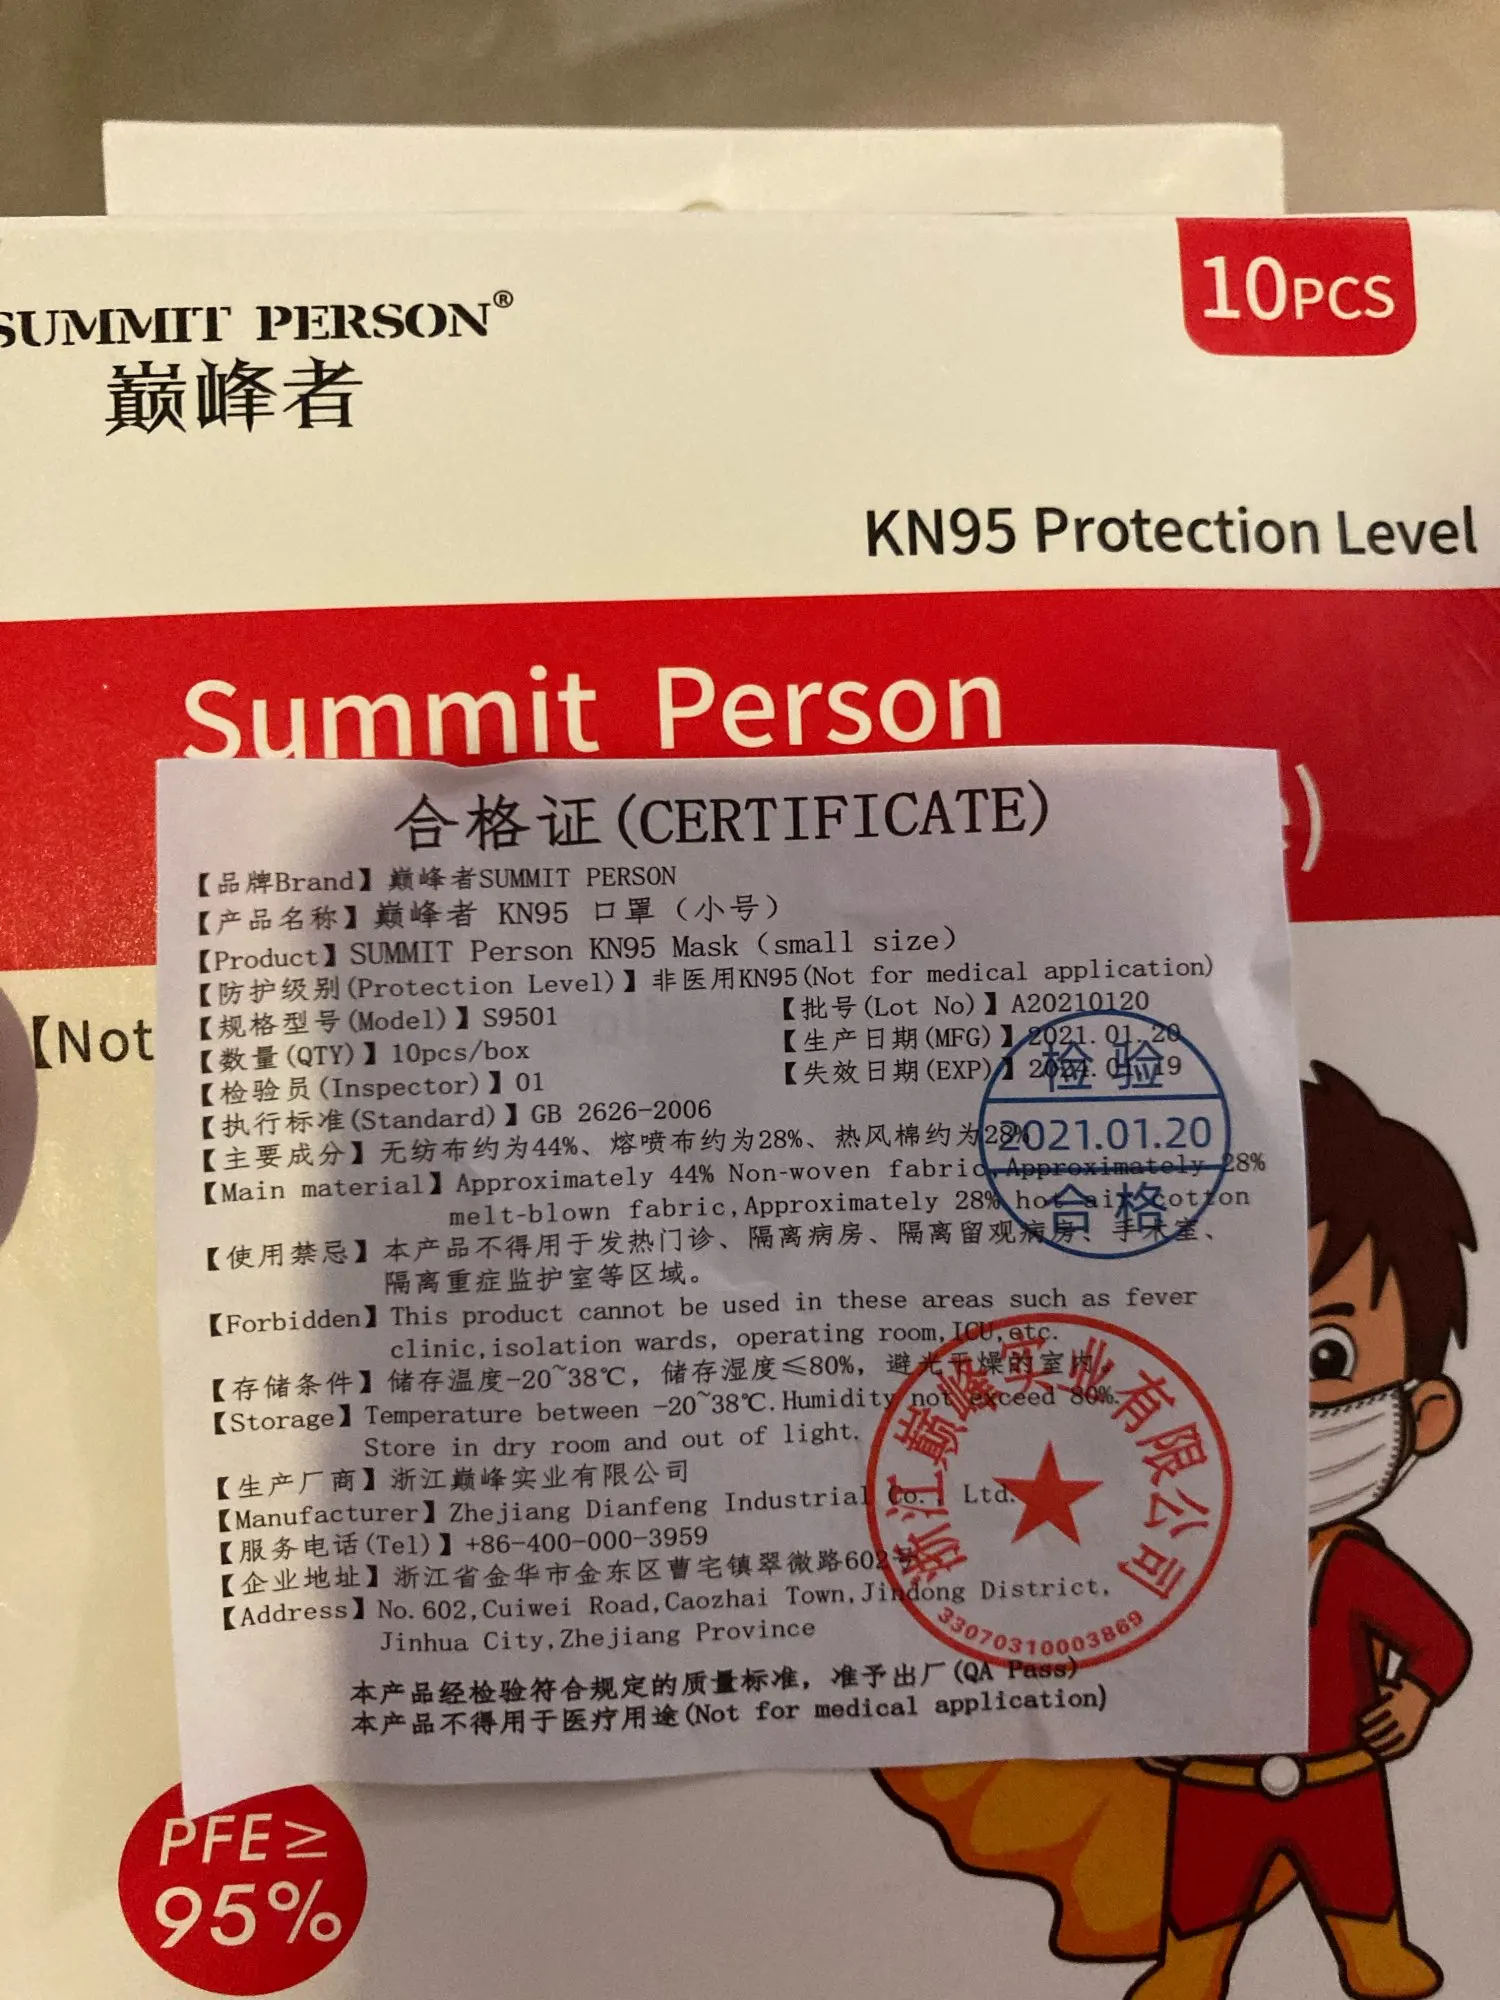 SUMMIT PERSON®
巅峰者
10PCS
KN95 Protection Level
Summit Person
)
【Not
合格证(CERTIFICATE)
【品牌Brand】巅峰者SUMMIT PERSON
【产品名称】巅峰者 KN95 口罩（小号）
【Product】SUMMIT Person KN95 Mask（small size）
【防护级别(Protection Level)】非医用KN95(Not for medical application)
【规格型号(Model)】S9501
【批号(Lot No)】A20210120
【数量(QTY)】10pcs/box
【生产日期(MFG)】2021.01.20
【检验员(Inspector)】01
【失效日期(EXP)】2024.01.19
【执行标准(Standard)】GB 2626-2006
【主要成分】无纺布约为44%、熔喷布约为28%、热风棉约为28%
【Main material】Approximately 44% Non-woven fabric,Approximately 28%
melt-blown fabric,Approximately 28% hot air cotton
【使用禁忌】本产品不得用于发热门诊、隔离病房、隔离留观病房、手术室、
隔离重症监护室等区域。
【Forbidden】This product cannot be used in these areas such as fever
clinic,isolation wards, operating room,ICU,etc.
【存储条件】储存温度-20~38℃，储存湿度≤80%，避光干燥的室内。
【Storage】Temperature between -20~38℃.Humidity not exceed 80%.
Store in dry room and out of light.
【生产厂商】浙江巅峰实业有限公司
【Manufacturer】Zhejiang Dianfeng Industrial Co., Ltd.
【服务电话(Tel)】+86-400-000-3959
【企业地址】浙江省金华市金东区曹宅镇翠微路602号
【Address】No.602,Cuiwei Road,Caozhai Town,Jindong District,
Jinhua City,Zhejiang Province
本产品经检验符合规定的质量标准，准予出厂(QA Pass)
本产品不得用于医疗用途(Not for medical application)
检验
2021.01.20
合格
浙江巅峰实业有限公司
33070310003869
PFE≥
95%